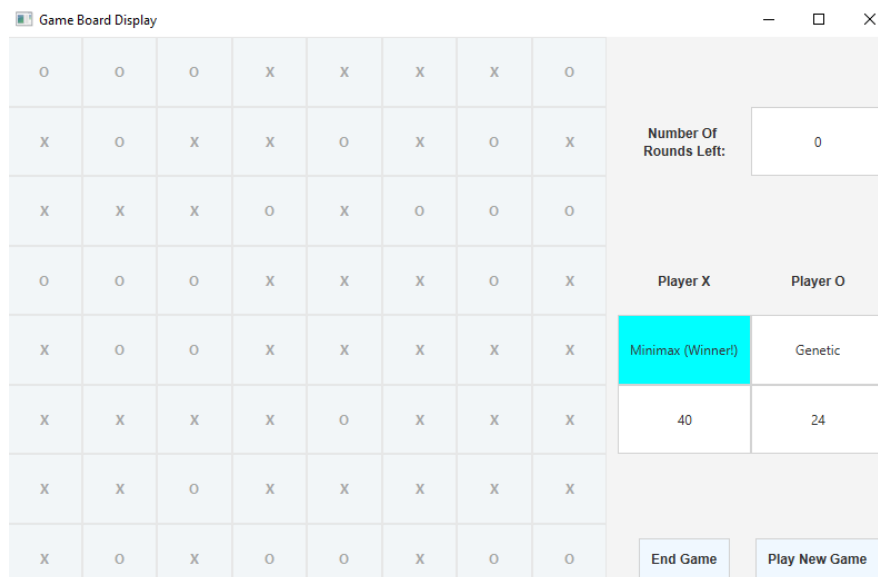 Game Board Display
O O O X X X X O
X O X X O X O X
Number Of
Rounds Left:
0
X X X O X O O O
O O O X X X O X
Player X
Player O
X O O X X X X X
Minimax (Winner!)
Genetic
X X X X O X X X
40
24
X X O X X X X X
X O X O O X O O
End Game
Play New Game